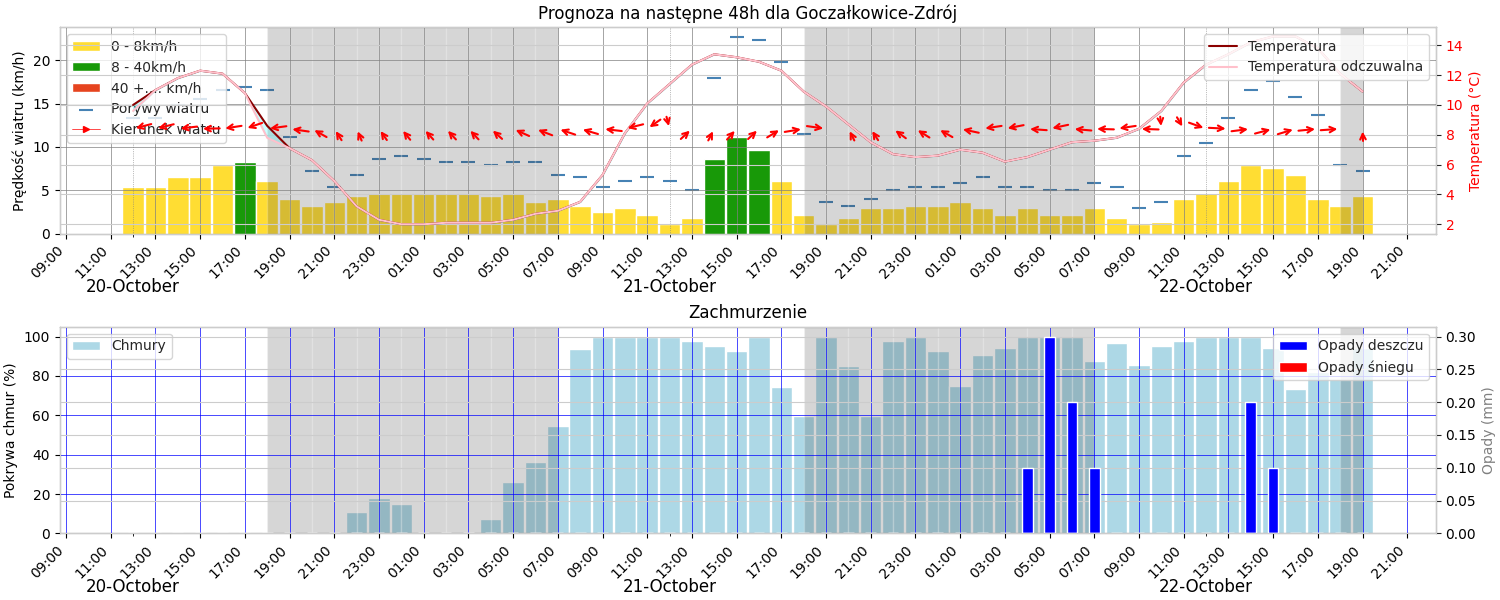 Prognoza na następne 48h dla Goczałkowice-Zdrój
Prędkość wiatru (km/h)
20
15
10
5
0
0 - 8km/h
8 - 40km/h
40 +... km/h
Porywy wiatru
Kierunek wiatru
Temperatura
Temperatura odczuwalna
14
12
10
8
6
4
2
Temperatura (°C)
09:00 11:00 13:00 15:00 17:00 19:00 21:00 23:00 01:00 03:00 05:00 07:00 09:00 11:00 13:00 15:00 17:00 19:00 21:00 23:00 01:00 03:00 05:00 07:00 09:00 11:00 13:00 15:00 17:00 19:00 21:00
20-October 21-October 22-October
Zachmurzenie
Pokrywa chmur (%)
100
80
60
40
20
0
Chmury
Opady deszczu
Opady śniegu
0.30
0.25
0.20
0.15
0.10
0.05
0.00
Opady (mm)
09:00 11:00 13:00 15:00 17:00 19:00 21:00 23:00 01:00 03:00 05:00 07:00 09:00 11:00 13:00 15:00 17:00 19:00 21:00 23:00 01:00 03:00 05:00 07:00 09:00 11:00 13:00 15:00 17:00 19:00 21:00
20-October 21-October 22-October